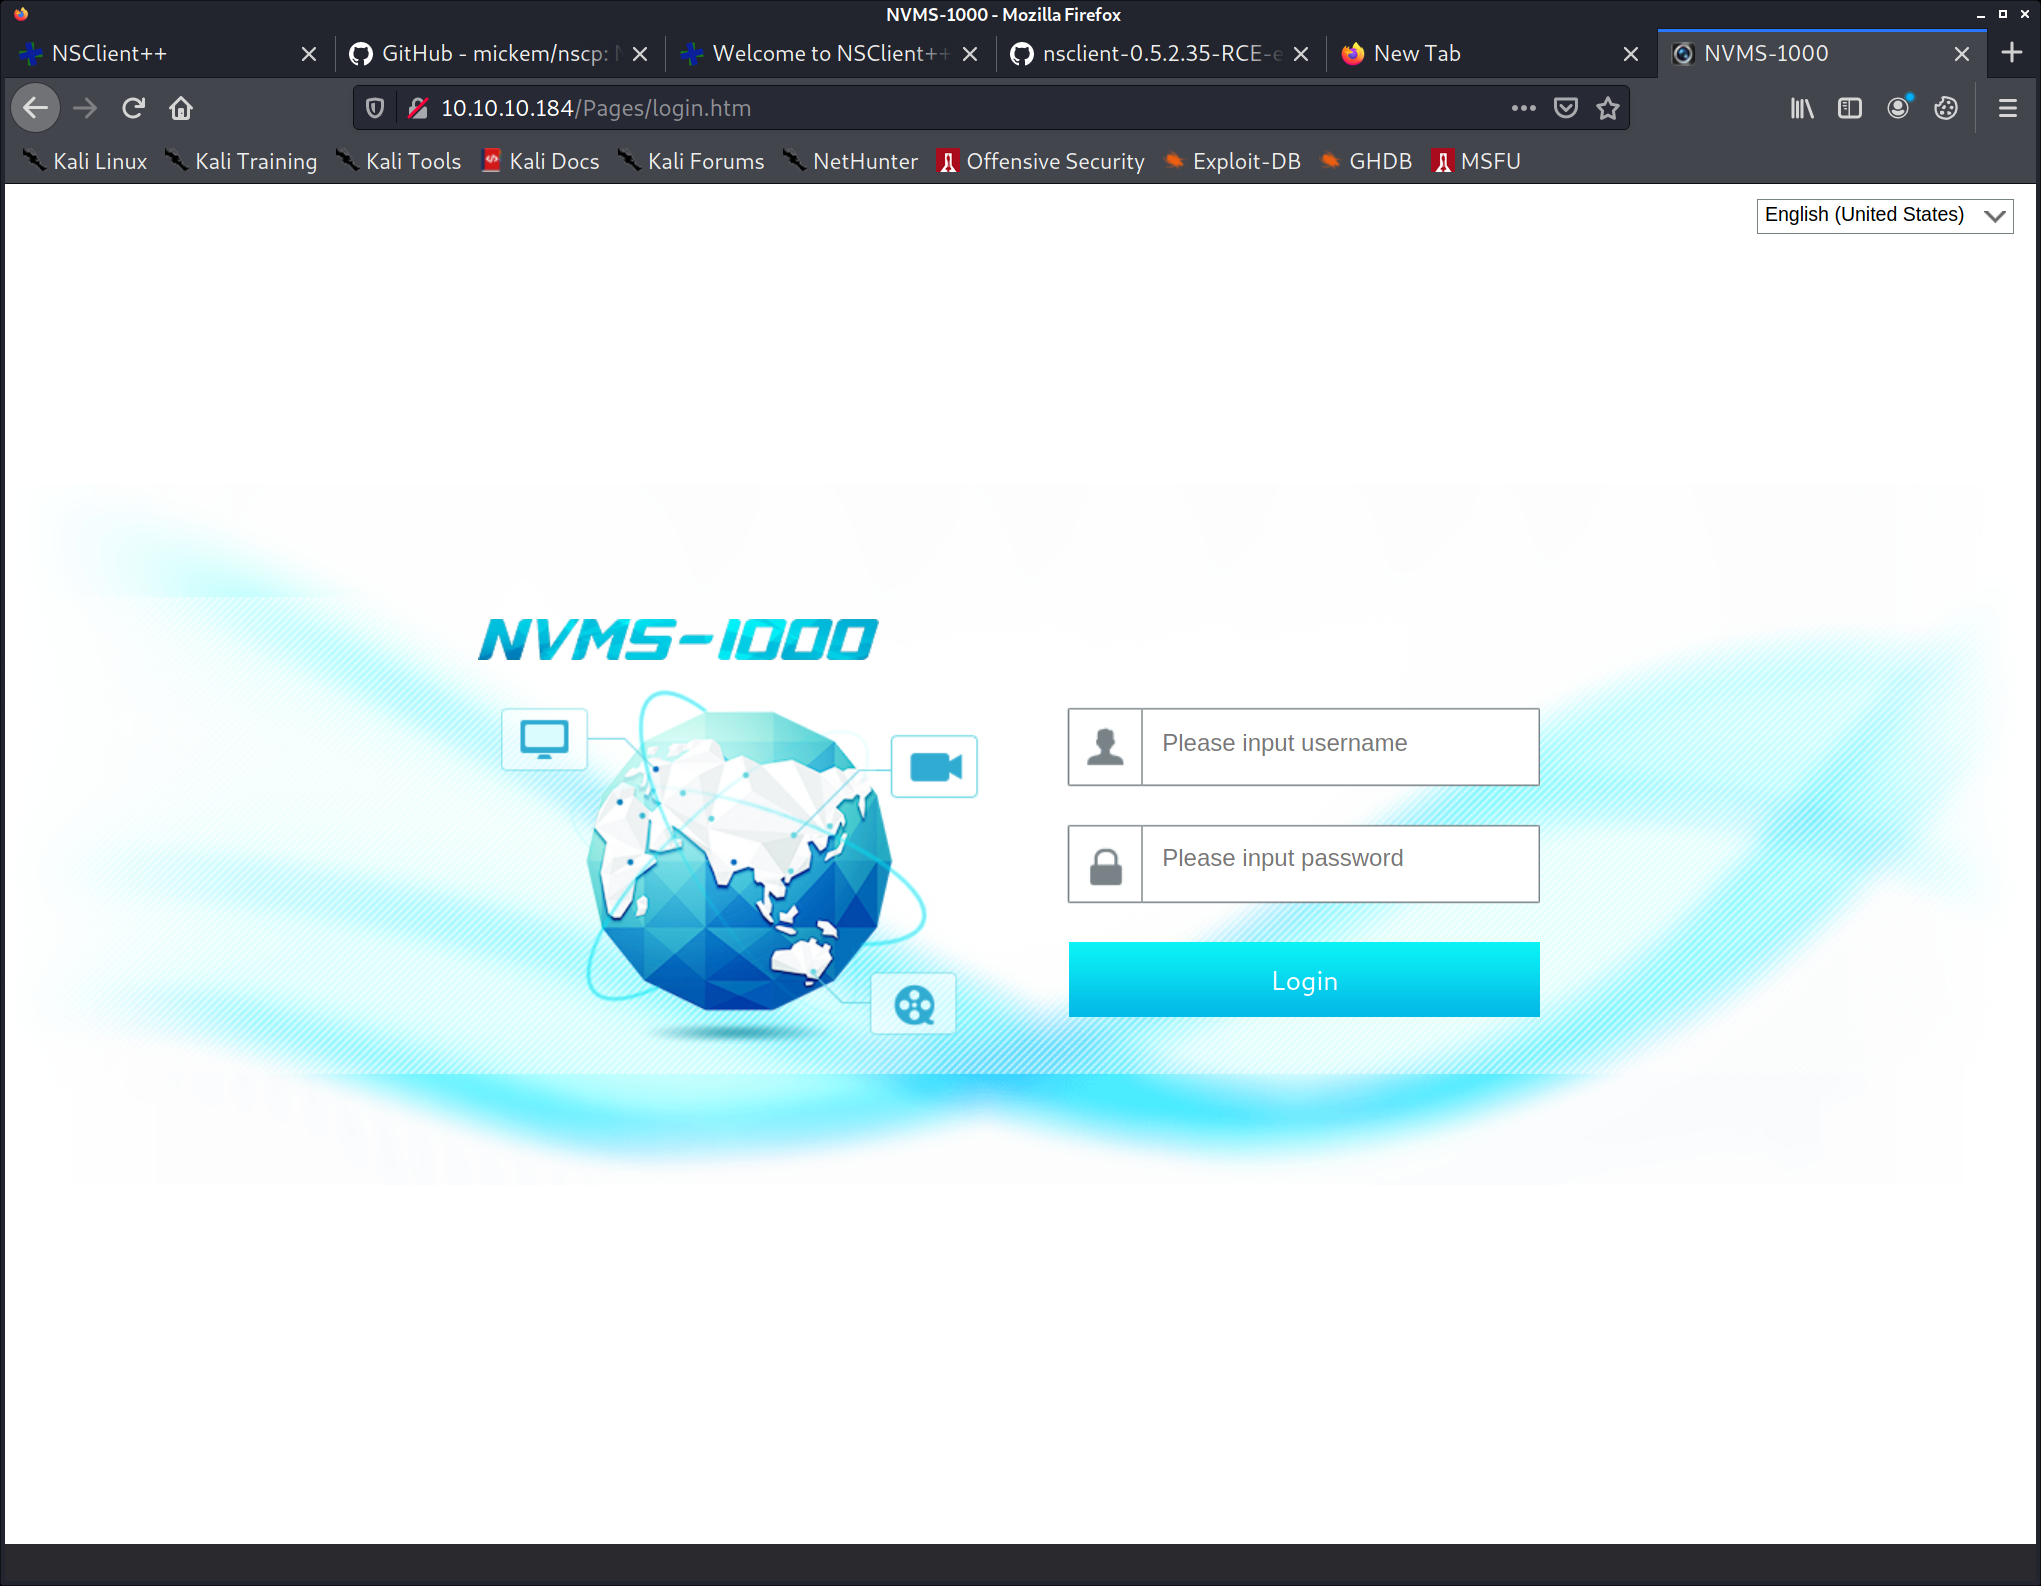 NVMS-1000 - Mozilla Firefox
NSClient++ GitHub - mickem/nscp: Welcome to NSClient++ nsclient-0.5.2.35-RCE- New Tab NVMS-1000
10.10.10.184/Pages/login.htm
Kali Linux Kali Training Kali Tools Kali Docs Kali Forums NetHunter Offensive Security Exploit-DB GHDB MSFU
English (United States)
NVMS-1000
Please input username
Please input password
Login